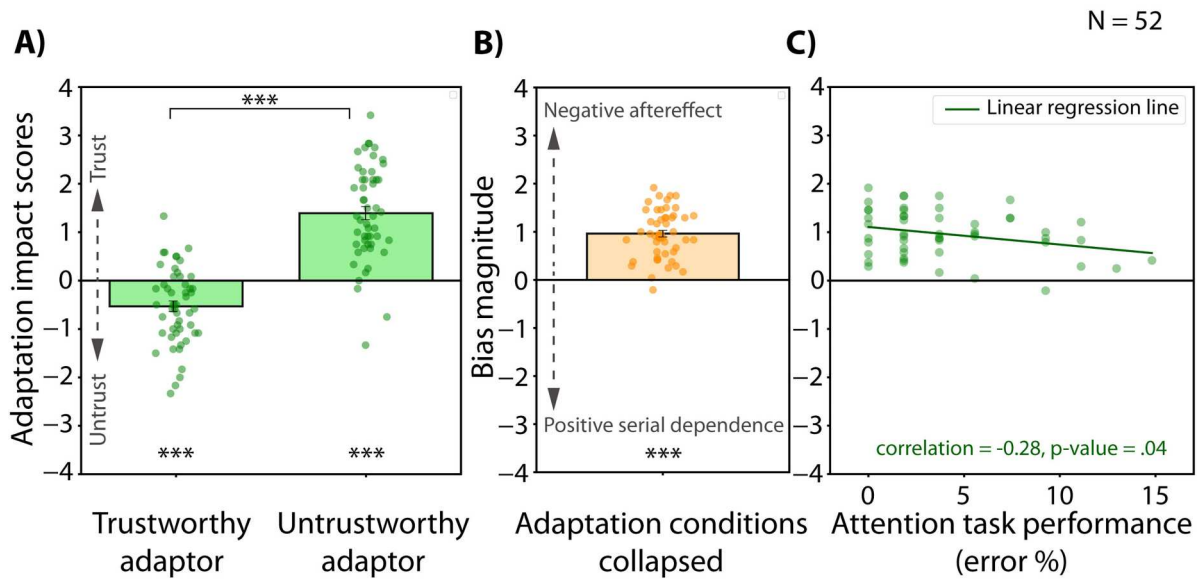 N = 52
A)
B)
C)
Adaptation impact scores
4
3
2
1
0
−1
−2
−3
−4
Trust
Untrust
***
***
***
Trustworthy
adaptor
Untrustworthy
adaptor
Bias magnitude
4
3
2
1
0
−1
−2
−3
−4
Negative aftereffect
Positive serial dependence
***
Adaptation conditions
collapsed
4
3
2
1
0
−1
−2
−3
−4
Linear regression line
correlation = -0.28, p-value = .04
0
5
10
15
Attention task performance
(error %)